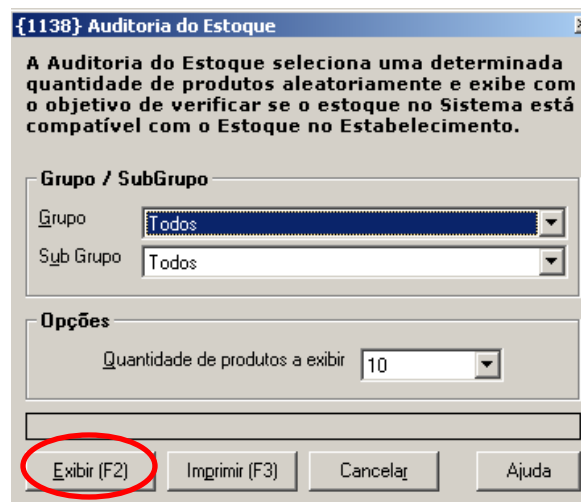 {1138} Auditoria do Estoque
A Auditoria do Estoque seleciona uma determinada
quantidade de produtos aleatoriamente e exibe com
o objetivo de verificar se o estoque no Sistema está
compatível com o Estoque no Estabelecimento.
Grupo / SubGrupo
Grupo Todos
Sub Grupo Todos
Opções
Quantidade de produtos a exibir 10
Exibir (F2) Imprimir (F3) Cancelar Ajuda